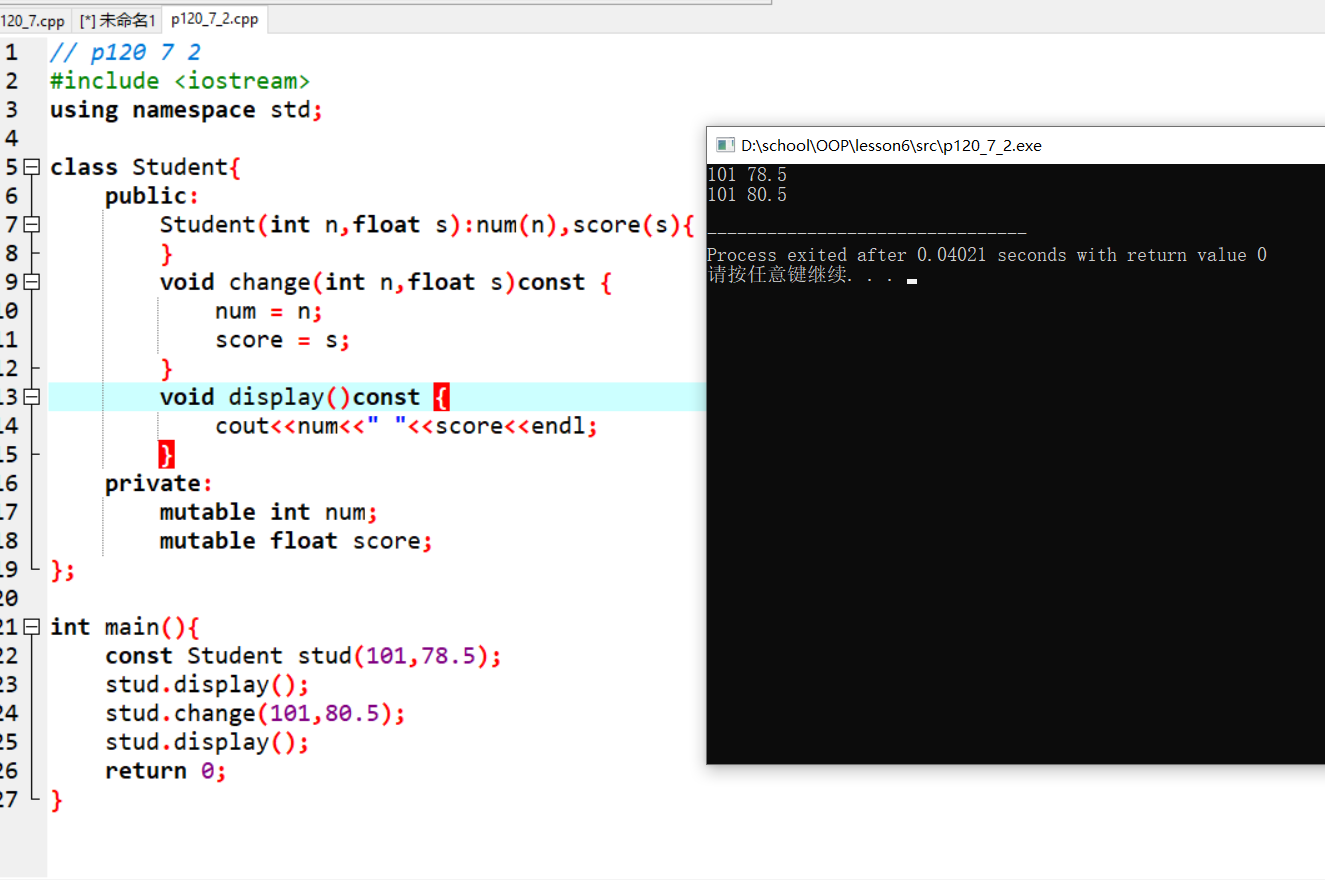 120_7.cpp [*] 未命名1 p120_7_2.cpp
1 // p120 7 2
2 #include <iostream>
3 using namespace std;
4
5 class Student{
6 public:
7 Student(int n,float s):num(n),score(s){
8 }
9 void change(int n,float s)const {
10 num = n;
11 score = s;
12 }
13 void display()const {
14 cout<<num<<" "<<score<<endl;
15 }
16 private:
17 mutable int num;
18 mutable float score;
19 };
20
21 int main(){
22 const Student stud(101,78.5);
23 stud.display();
24 stud.change(101,80.5);
25 stud.display();
26 return 0;
27 }
D:\school\OOP\lesson6\src\p120_7_2.exe
101 78.5
101 80.5
--------------------------------
Process exited after 0.04021 seconds with return value 0
请按任意键继续. . .